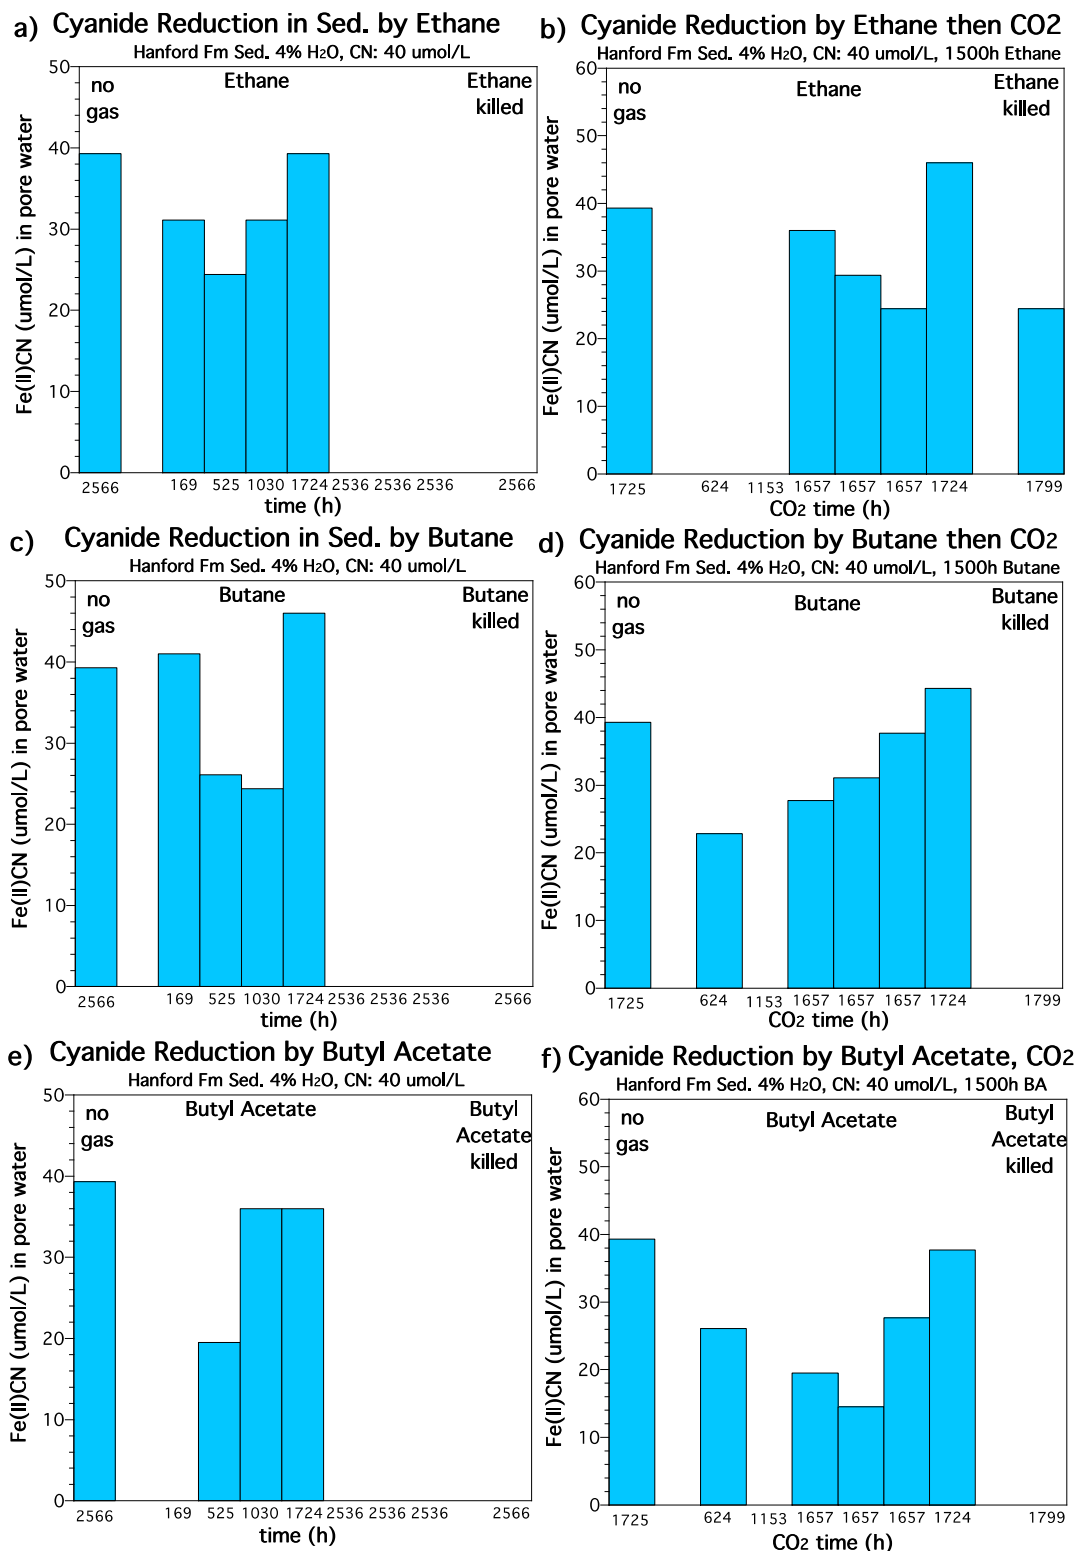 a) Cyanide Reduction in Sed. by Ethane
Hanford Fm Sed. 4% H2O, CN: 40 umol/L
Fe(II)CN (umol/L) in pore water
50
40
30
20
10
0
no
gas
Ethane
Ethane
killed
2566 169 525 1030 1724 2536 2536 2536 2566
time (h)
b) Cyanide Reduction by Ethane then CO2
Hanford Fm Sed. 4% H2O, CN: 40 umol/L, 1500h Ethane
Fe(II)CN (umol/L) in pore water
60
50
40
30
20
10
0
no
gas
Ethane
Ethane
killed
1725 624 1153 1657 1657 1657 1724 1799
CO2 time (h)
c) Cyanide Reduction in Sed. by Butane
Hanford Fm Sed. 4% H2O, CN: 40 umol/L
Fe(II)CN (umol/L) in pore water
50
40
30
20
10
0
no
gas
Butane
Butane
killed
2566 169 525 1030 1724 2536 2536 2536 2566
time (h)
d) Cyanide Reduction by Butane then CO2
Hanford Fm Sed. 4% H2O, CN: 40 umol/L, 1500h Butane
Fe(II)CN (umol/L) in pore water
60
50
40
30
20
10
0
no
gas
Butane
Butane
killed
1725 624 1153 1657 1657 1657 1724 1799
CO2 time (h)
e) Cyanide Reduction by Butyl Acetate
Hanford Fm Sed. 4% H2O, CN: 40 umol/L
Fe(II)CN (umol/L) in pore water
50
40
30
20
10
0
no
gas
Butyl Acetate
Butyl
Acetate
killed
2566 169 525 1030 1724 2536 2536 2536 2566
time (h)
f) Cyanide Reduction by Butyl Acetate, CO2
Hanford Fm Sed. 4% H2O, CN: 40 umol/L, 1500h BA
Fe(II)CN (umol/L) in pore water
60
50
40
30
20
10
0
no
gas
Butyl Acetate
Butyl
Acetate
killed
1725 624 1153 1657 1657 1657 1724 1799
CO2 time (h)